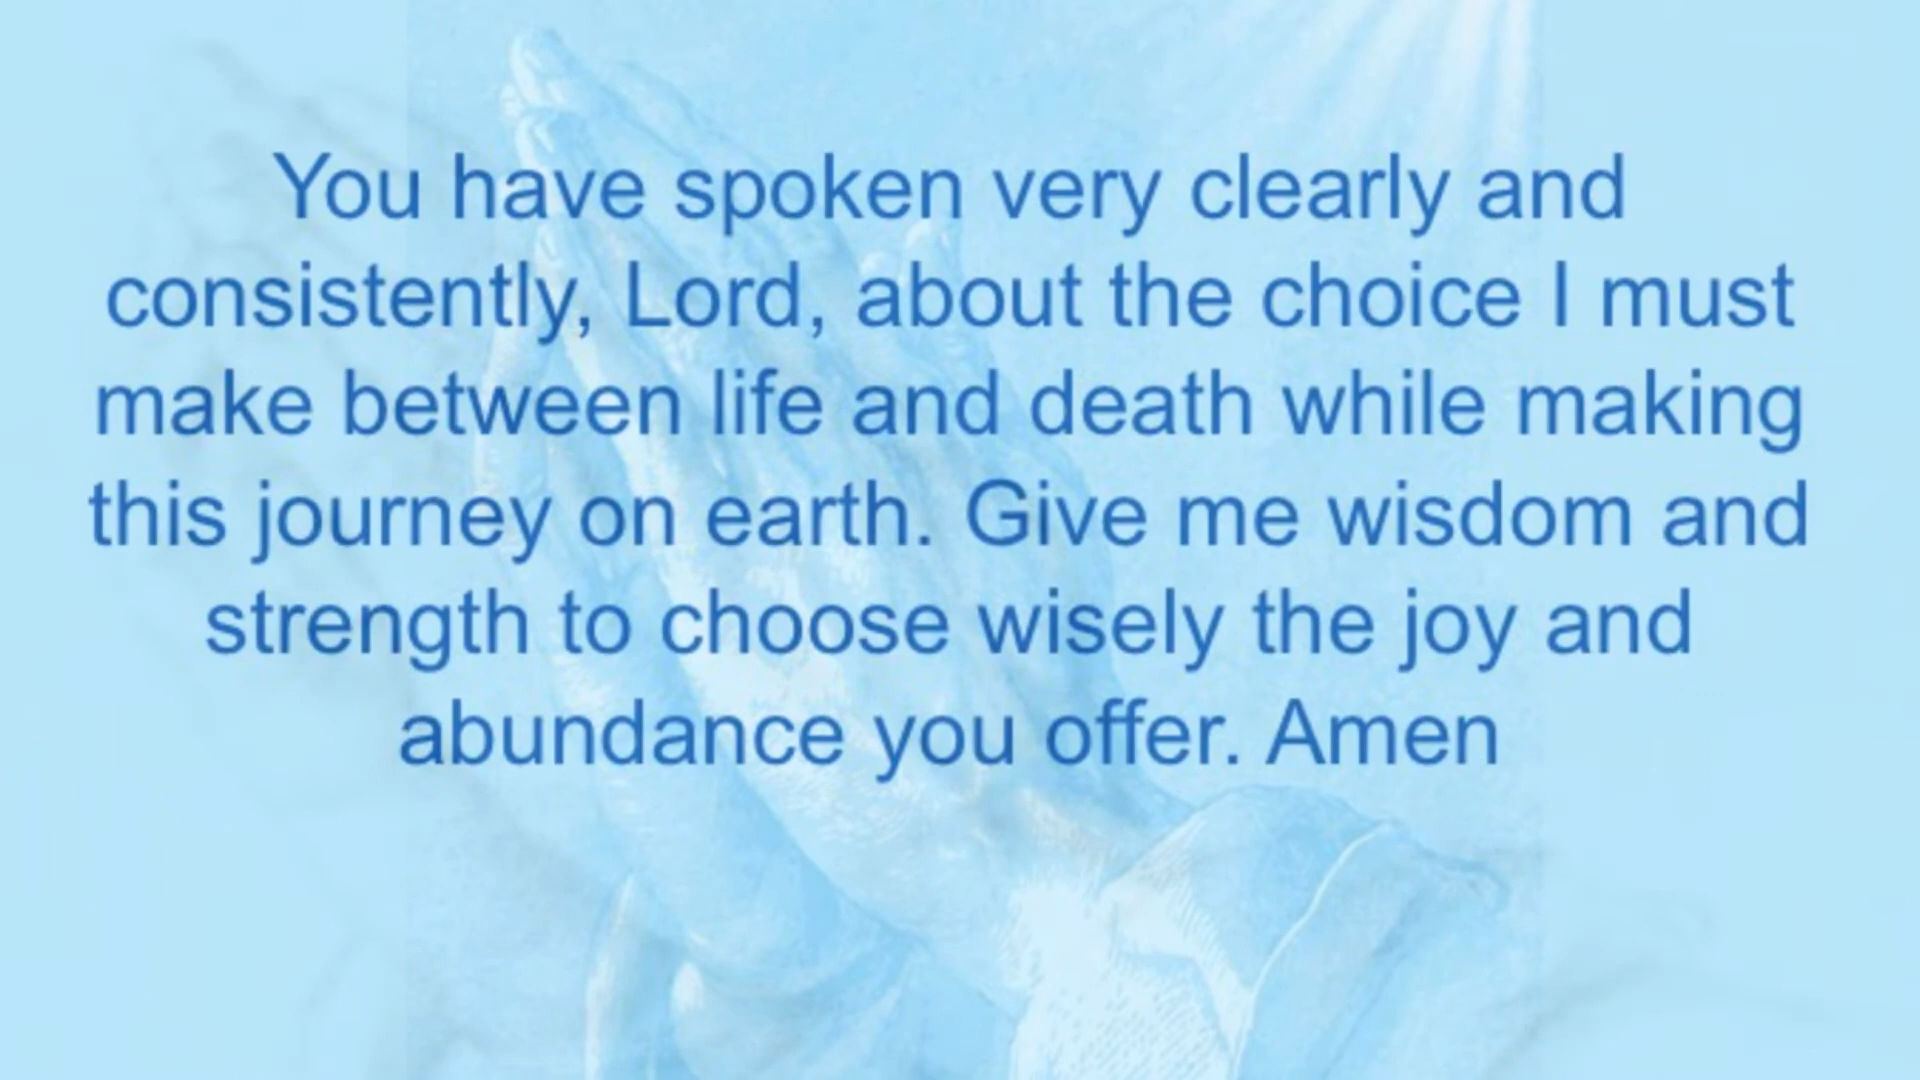 You have spoken very clearly and
consistently, Lord, about the choice I must
make between life and death while making
this journey on earth. Give me wisdom and
strength to choose wisely the joy and
abundance you offer. Amen